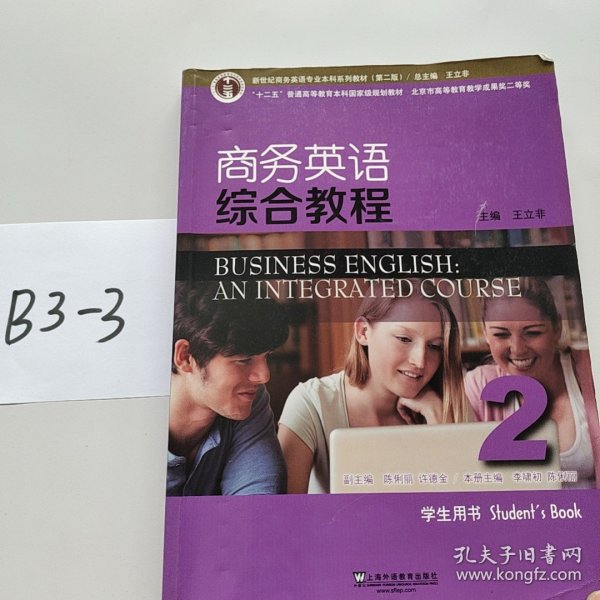 新世纪商务英语专业本科系列教材（第二版）/ 总主编 王立非
"十二五"普通高等教育本科国家级规划教材 北京市高等教育教学成果奖二等奖
商务英语
综合教程
主编 王立非
BUSINESS ENGLISH:
AN INTEGRATED COURSE
B3-3
2
副主编 陈俐丽 许德金 / 本册主编 李啸初 陈俐丽
学生用书 Student's Book
上海外语教育出版社
www.sflep.com
孔夫子旧书网
www.kongfz.com